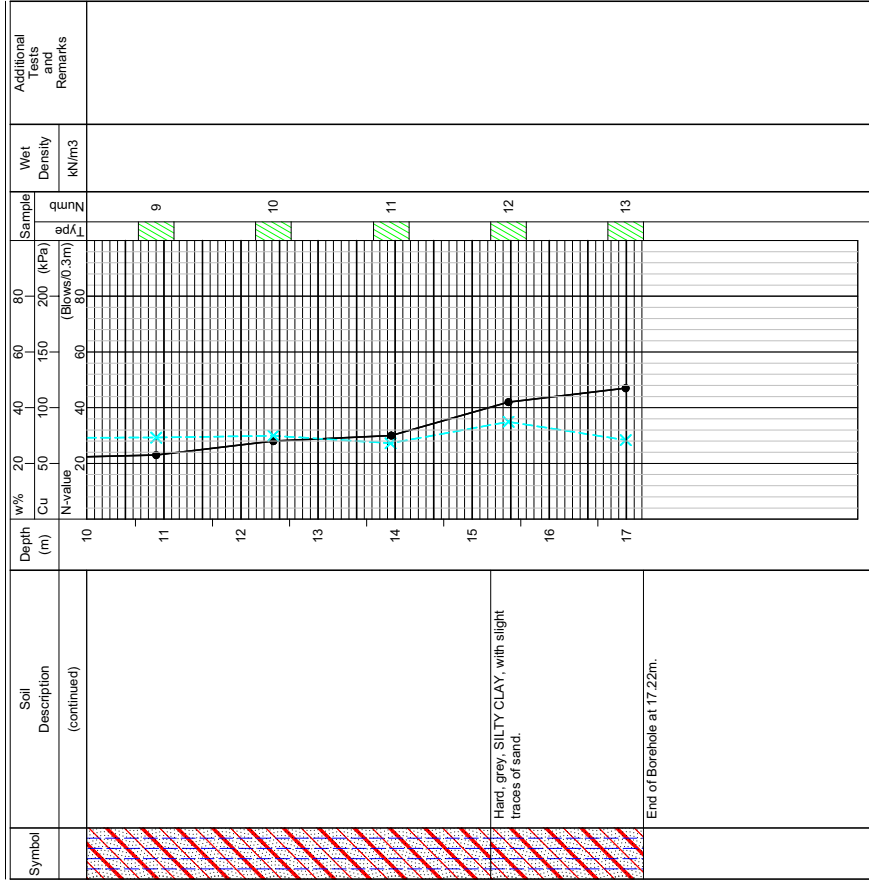 Symbol
Soil
Description
(continued)
Hard, grey, SILTY CLAY, with slight
traces of sand.
End of Borehole at 17.22m.
Depth
(m)
10
11
12
13
14
15
16
17
w% 20 40 60 80
Cu 50 100 150 200 (kPa)
N-value 20 40 60 80 (Blows/0.3m)
Sample
Type
Numb
9
10
11
12
13
Wet
Density
kN/m3
Additional
Tests
and
Remarks